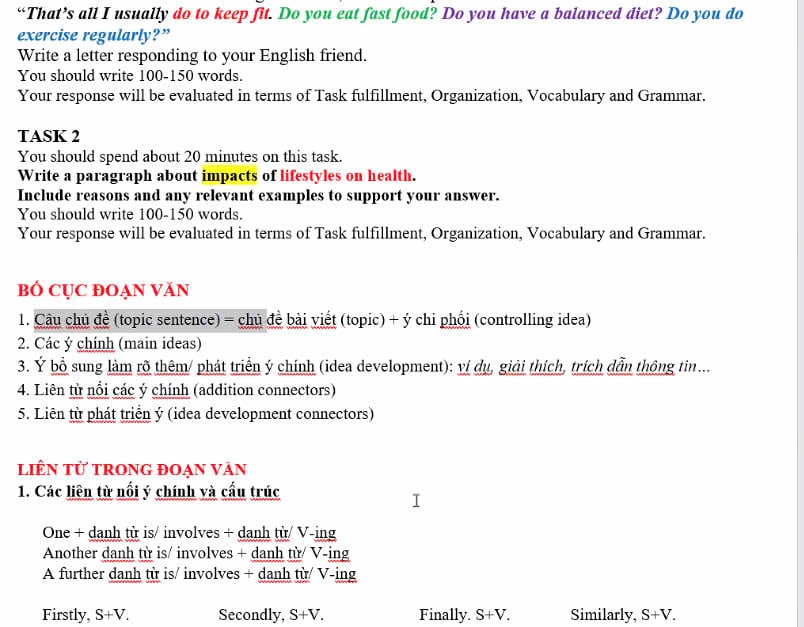 “That’s all I usually do to keep fit. Do you eat fast food? Do you have a balanced diet? Do you do
exercise regularly?”
Write a letter responding to your English friend.
You should write 100-150 words.
Your response will be evaluated in terms of Task fulfillment, Organization, Vocabulary and Grammar.
TASK 2
You should spend about 20 minutes on this task.
Write a paragraph about impacts of lifestyles on health.
Include reasons and any relevant examples to support your answer.
You should write 100-150 words.
Your response will be evaluated in terms of Task fulfillment, Organization, Vocabulary and Grammar.
BỐ CỤC ĐOẠN VĂN
1. Câu chủ đề (topic sentence) = chủ đề bài viết (topic) + ý chi phối (controlling idea)
2. Các ý chính (main ideas)
3. Ý bổ sung làm rõ thêm/ phát triển ý chính (idea development): ví dụ, giải thích, trích dẫn thông tin...
4. Liên từ nối các ý chính (addition connectors)
5. Liên từ phát triển ý (idea development connectors)
LIÊN TỪ TRONG ĐOẠN VĂN
1. Các liên từ nối ý chính và cấu trúc
One + danh từ is/ involves + danh từ/ V-ing
Another danh từ is/ involves + danh từ/ V-ing
A further danh từ is/ involves + danh từ/ V-ing
Firstly, S+V. Secondly, S+V. Finally. S+V. Similarly, S+V.